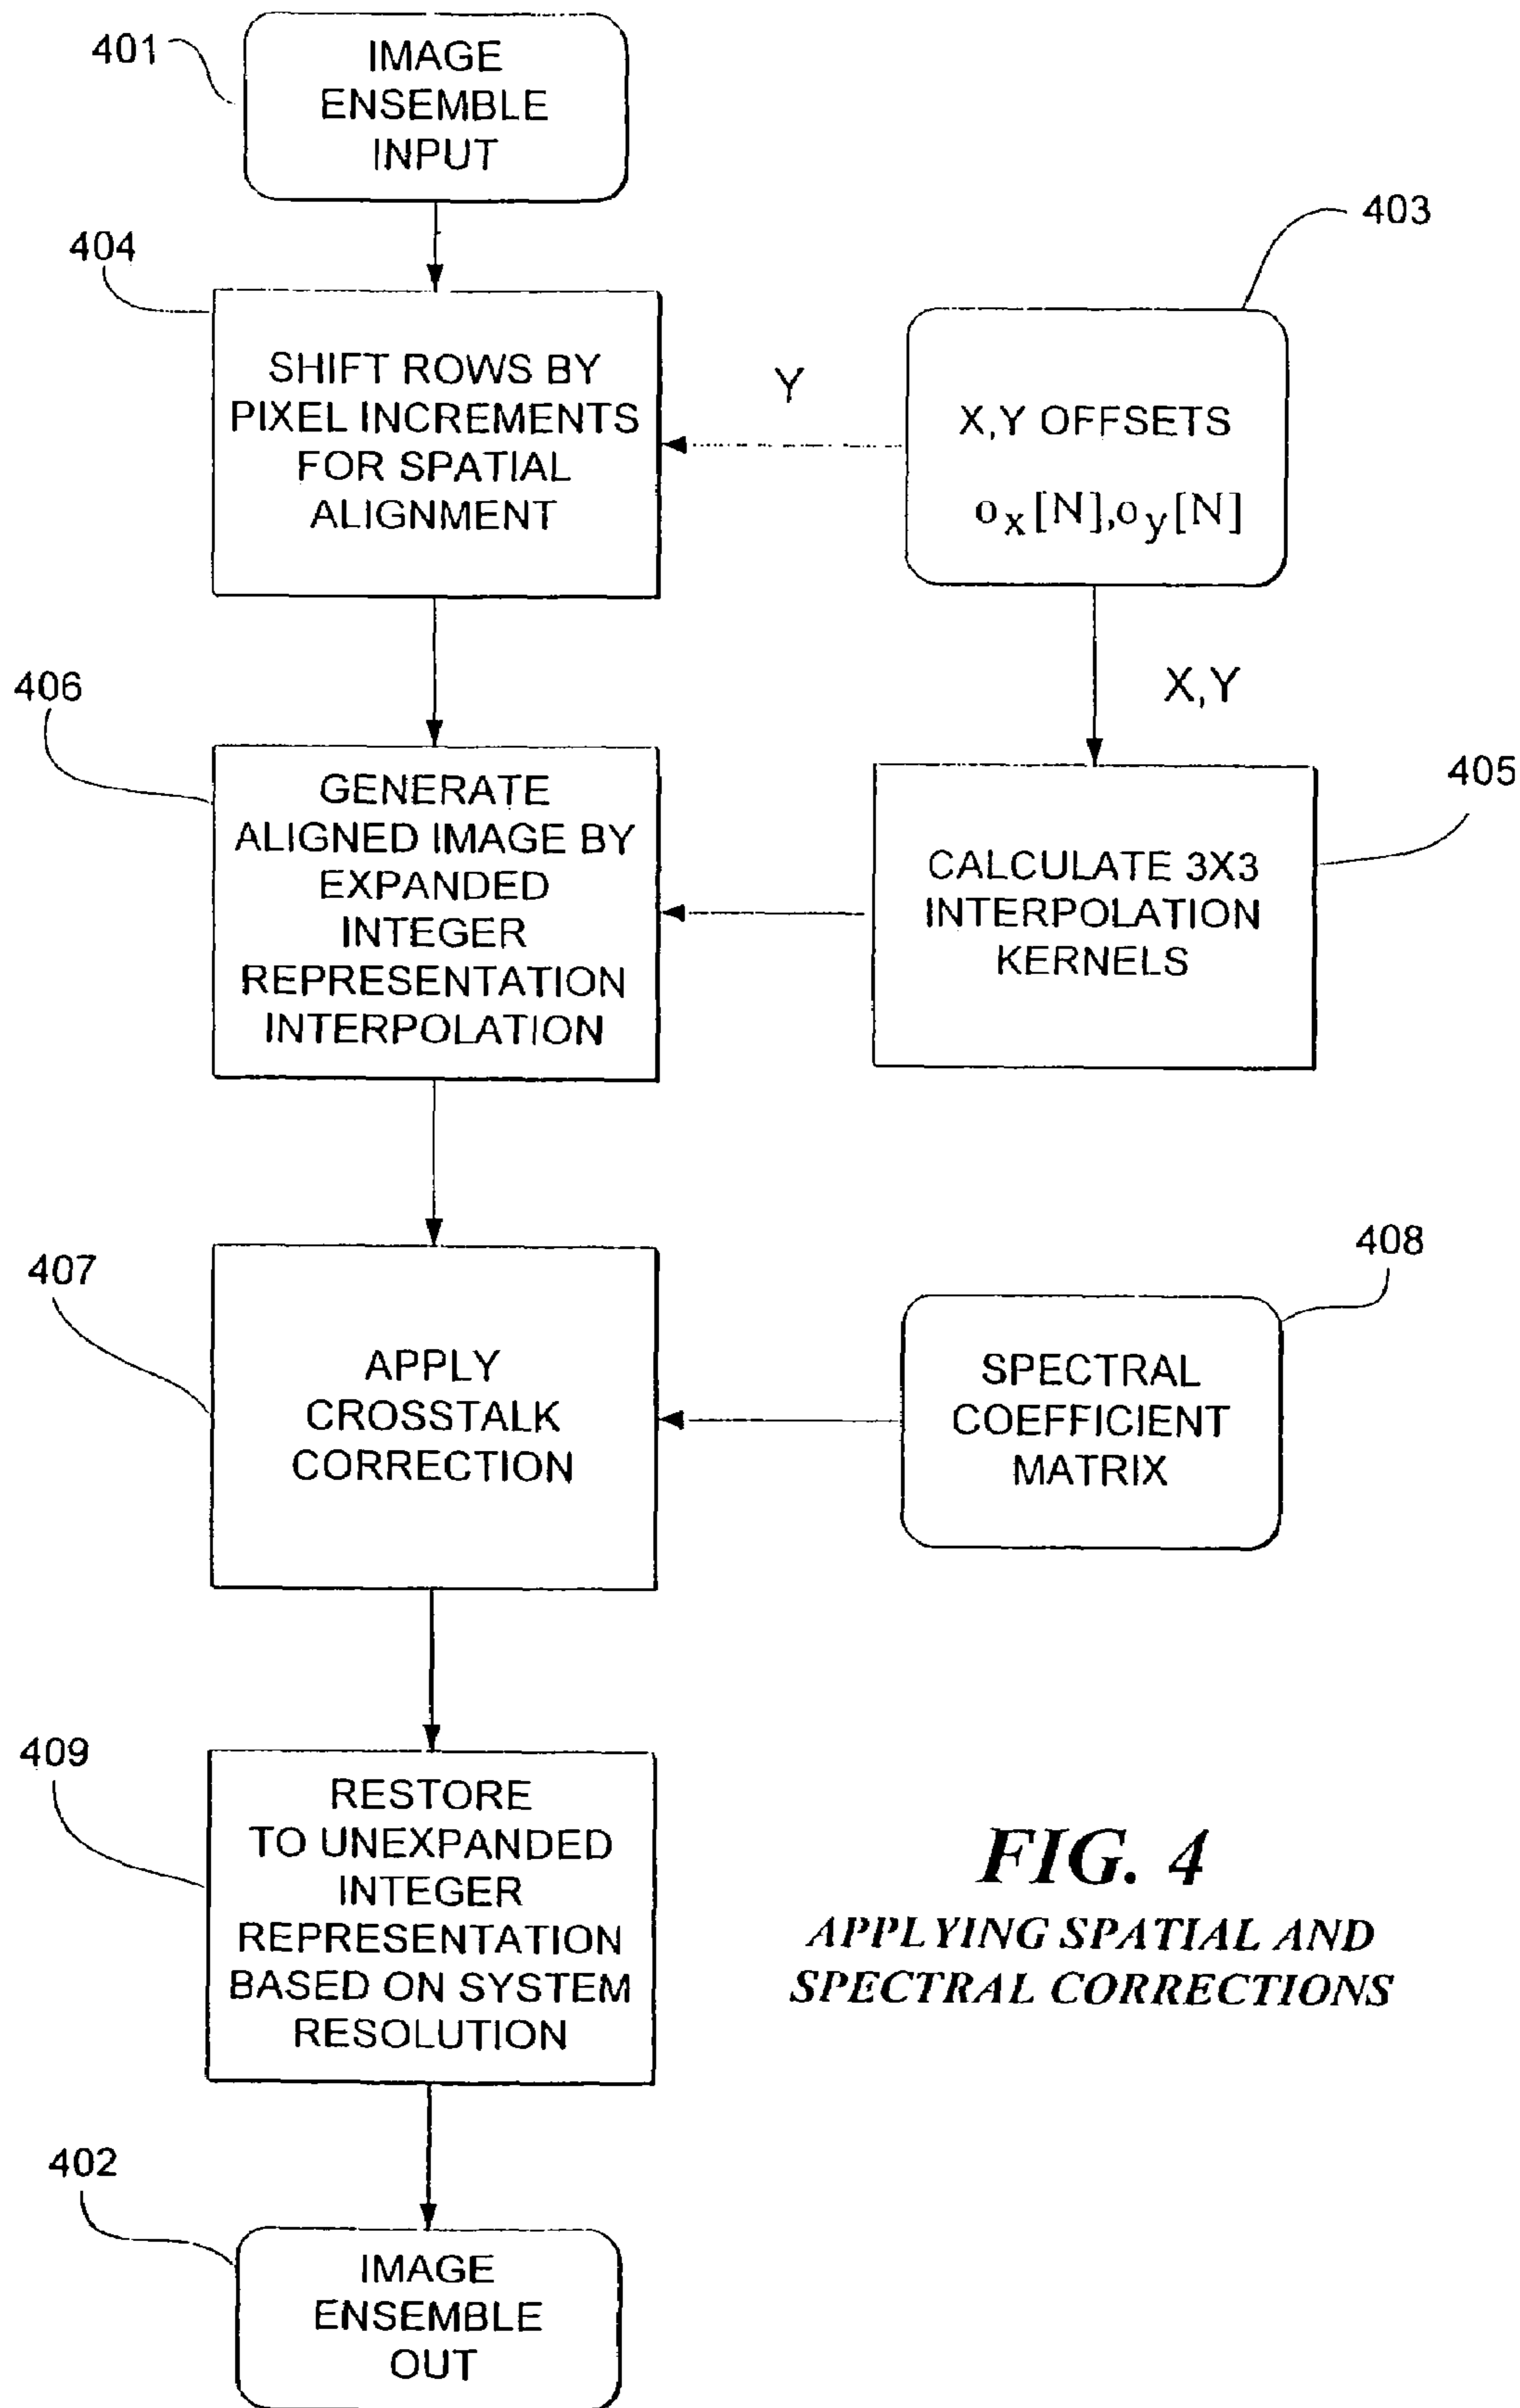 401
IMAGE
ENSEMBLE
INPUT
403
404
SHIFT ROWS BY
PIXEL INCREMENTS
FOR SPATIAL
ALIGNMENT
Y
X,Y OFFSETS
ox[N],oy[N]
X,Y
406
GENERATE
ALIGNED IMAGE BY
EXPANDED
INTEGER
REPRESENTATION
INTERPOLATION
405
CALCULATE 3X3
INTERPOLATION
KERNELS
407
APPLY
CROSSTALK
CORRECTION
408
SPECTRAL
COEFFICIENT
MATRIX
409
RESTORE
TO UNEXPANDED
INTEGER
REPRESENTATION
BASED ON SYSTEM
RESOLUTION
FIG. 4
APPLYING SPATIAL AND
SPECTRAL CORRECTIONS
402
IMAGE
ENSEMBLE
OUT